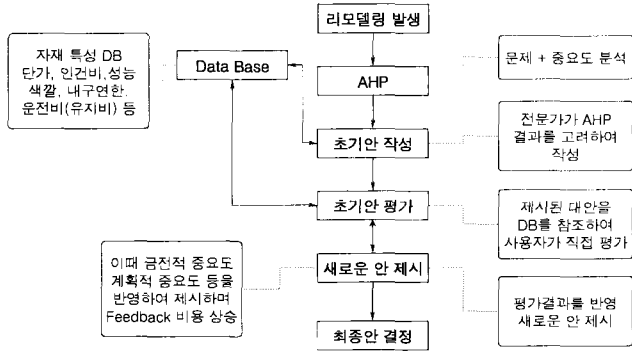 리모델링 발생
자재 특성 DB
단가, 인건비,성능
색깔, 내구연한,
운전비(유지비) 등
Data Base
AHP
문제 + 중요도 분석
초기안 작성
전문가가 AHP
결과를 고려하여
작성
초기안 평가
제시된 대안을
DB를 참조하여
사용자가 직접 평가
이때 금전적 중요도
계획적 중요도 등을
반영하여 제시하며
Feedback 비용 상승
새로운 안 제시
평가결과를 반영
새로운 안 제시
최종안 결정